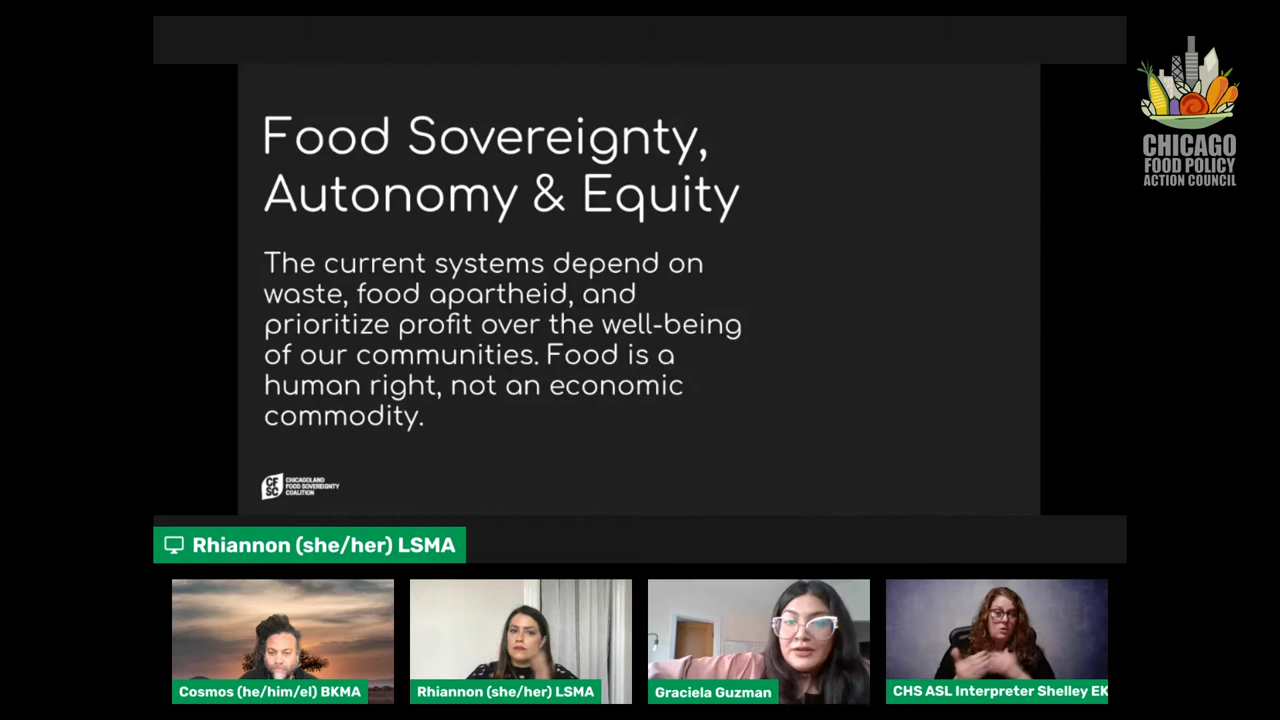 CHICAGO
FOOD POLICY
ACTION COUNCIL
Food Sovereignty,
Autonomy & Equity
The current systems depend on
waste, food apartheid, and
prioritize profit over the well-being
of our communities. Food is a
human right, not an economic
commodity.
CF
SC
CHICAGOLAND
FOOD SOVEREIGNTY
COALITION
Rhiannon (she/her) LSMA
Cosmos (he/him/el) BKMA
Rhiannon (she/her) LSMA
Graciela Guzman
CHS ASL Interpreter Shelley EK